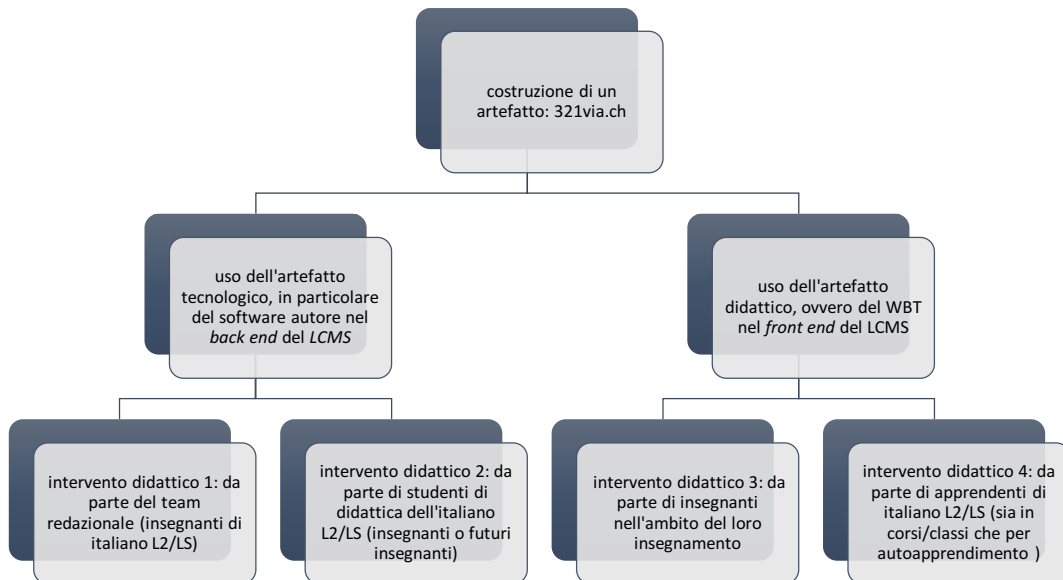 costruzione di un
artefatto: 321via.ch
uso dell'artefatto
tecnologico, in particolare
del software autore nel
back end del LCMS
uso dell'artefatto
didattico, ovvero del WBT
nel front end del LCMS
intervento didattico 1: da
parte del team
redazionale (insegnanti di
italiano L2/LS)
intervento didattico 2: da
parte di studenti di
didattica dell'italiano
L2/LS (insegnanti o futuri
insegnanti)
intervento didattico 3: da
parte di insegnanti
nell'ambito del loro
insegnamento
intervento didattico 4: da
parte di apprendenti di
italiano L2/LS (sia in
corsi/classi che per
autoapprendimento )